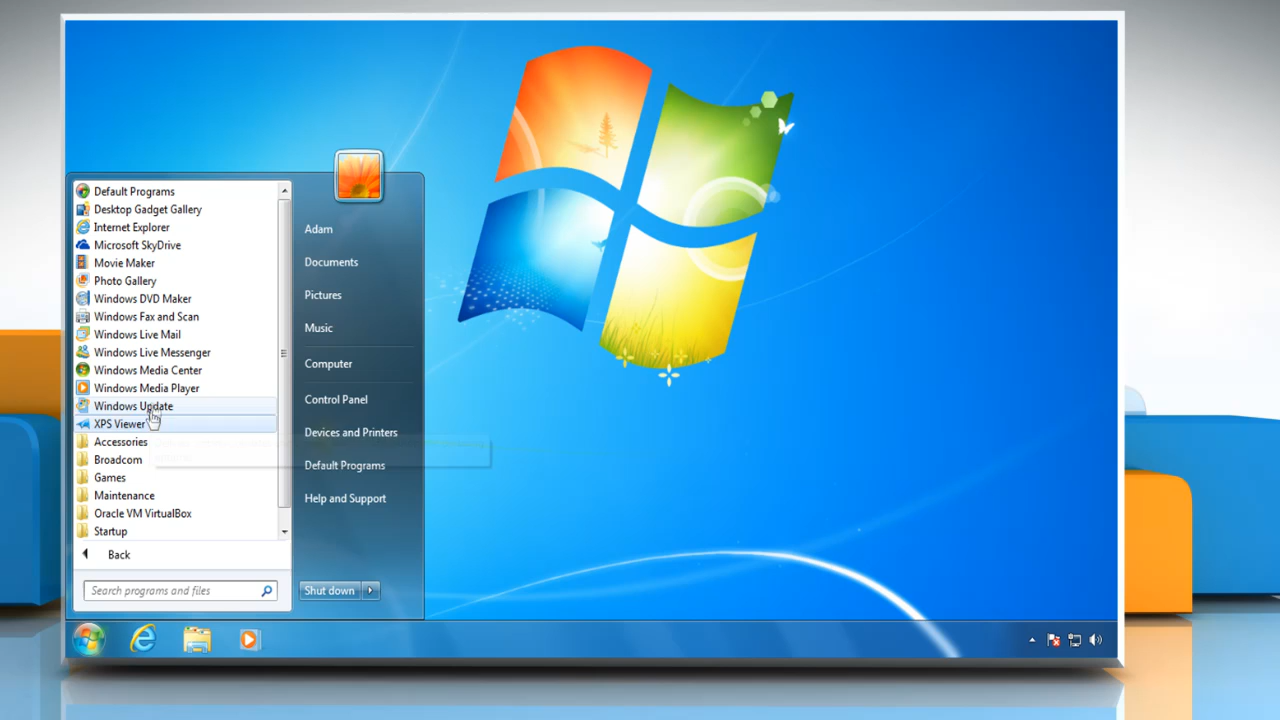 Default Programs
Desktop Gadget Gallery
Internet Explorer
Microsoft SkyDrive
Movie Maker
Photo Gallery
Windows DVD Maker
Windows Fax and Scan
Windows Live Mail
Windows Live Messenger
Windows Media Center
Windows Media Player
Windows Update
XPS Viewer
Accessories
Broadcom
Games
Maintenance
Oracle VM VirtualBox
Startup
Back
Search programs and files
Adam
Documents
Pictures
Music
Computer
Control Panel
Devices and Printers
Default Programs
Help and Support
Shut down